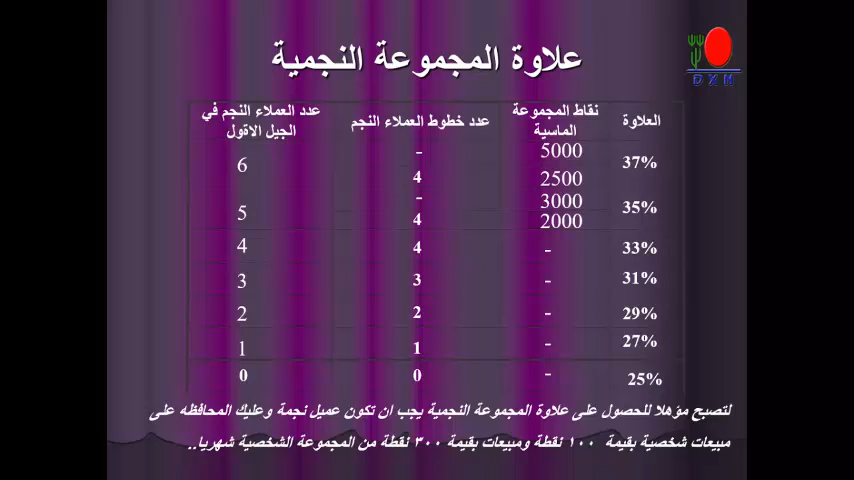 علاوة المجموعة النجمية
DXN
العلاوة نقاط المجموعة الماسية عدد خطوط العملاء النجم عدد العملاء النجم في الجيل الاقول
37% 5000 - 6
2500 4
35% 3000 - 5
2000 4
33% - 4 4
31% - 3 3
29% - 2 2
27% - 1 1
25% - 0 0
لتصبح مؤهلا للحصول على علاوة المجموعة النجمية يجب ان تكون عميل نجمة وعليك المحافظه على
مبيعات شخصية بقيمة ١٠٠ نقطة ومبيعات بقيمة ٣٠٠ نقطة من المجموعة الشخصية شهريا..